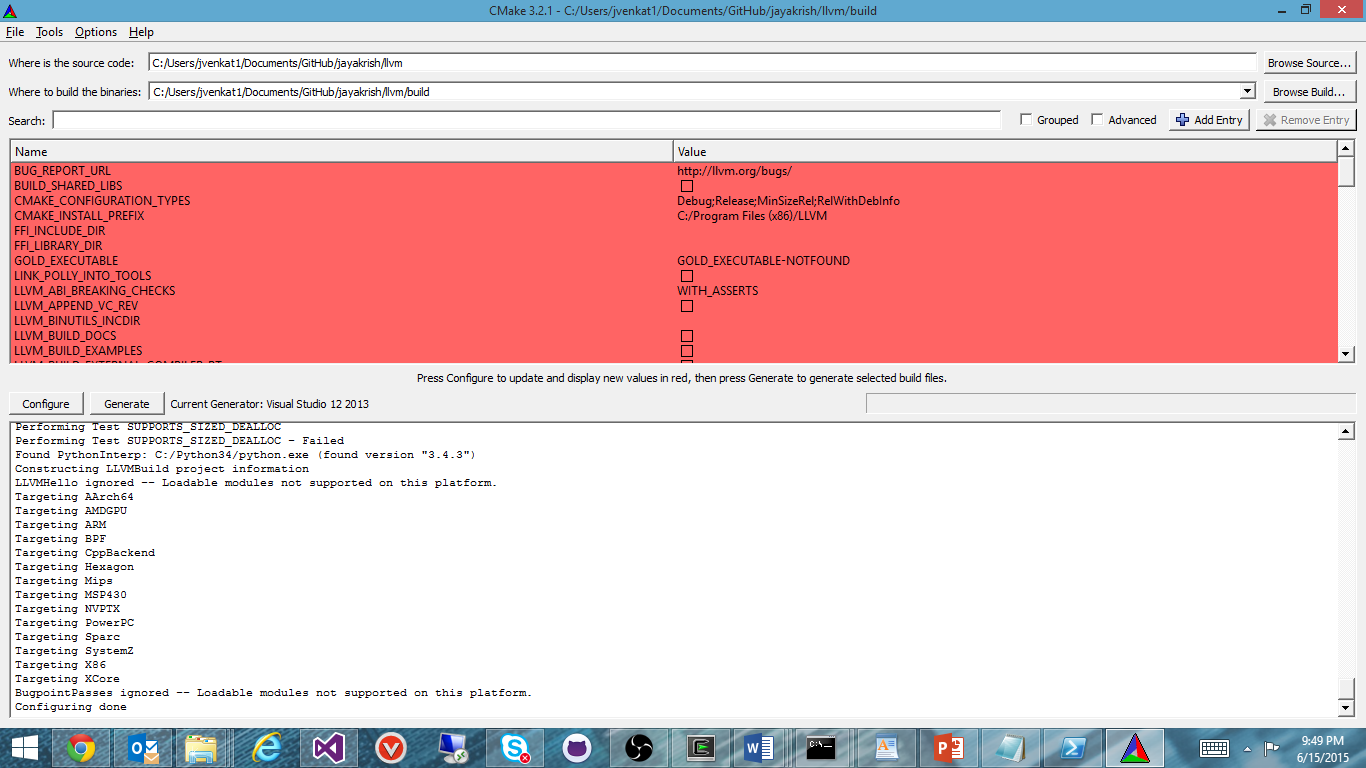 CMake 3.2.1 - C:/Users/jvenkat1/Documents/GitHub/jayakrish/llvm/build
File Tools Options Help
Where is the source code: C:/Users/jvenkat1/Documents/GitHub/jayakrish/llvm Browse Source...
Where to build the binaries: C:/Users/jvenkat1/Documents/GitHub/jayakrish/llvm/build Browse Build...
Search: Grouped Advanced Add Entry Remove Entry
Name Value
BUG_REPORT_URL http://llvm.org/bugs/
BUILD_SHARED_LIBS
CMAKE_CONFIGURATION_TYPES Debug;Release;MinSizeRel;RelWithDebInfo
CMAKE_INSTALL_PREFIX C:/Program Files (x86)/LLVM
FFI_INCLUDE_DIR
FFI_LIBRARY_DIR
GOLD_EXECUTABLE GOLD_EXECUTABLE-NOTFOUND
LINK_POLLY_INTO_TOOLS
LLVM_ABI_BREAKING_CHECKS WITH_ASSERTS
LLVM_APPEND_VC_REV
LLVM_BINUTILS_INCDIR
LLVM_BUILD_DOCS
LLVM_BUILD_EXAMPLES
LLVM_BUILD_EXTERNAL_COMPILER_RT
Press Configure to update and display new values in red, then press Generate to generate selected build files.
Configure Generate Current Generator: Visual Studio 12 2013
Performing Test SUPPORTS_SIZED_DEALLOC
Performing Test SUPPORTS_SIZED_DEALLOC - Failed
Found PythonInterp: C:/Python34/python.exe (found version "3.4.3")
Constructing LLVMBuild project information
LLVMHello ignored -- Loadable modules not supported on this platform.
Targeting AArch64
Targeting AMDGPU
Targeting ARM
Targeting BPF
Targeting CppBackend
Targeting Hexagon
Targeting Mips
Targeting MSP430
Targeting NVPTX
Targeting PowerPC
Targeting Sparc
Targeting SystemZ
Targeting X86
Targeting XCore
BugpointPasses ignored -- Loadable modules not supported on this platform.
Configuring done
9:49 PM
6/15/2015